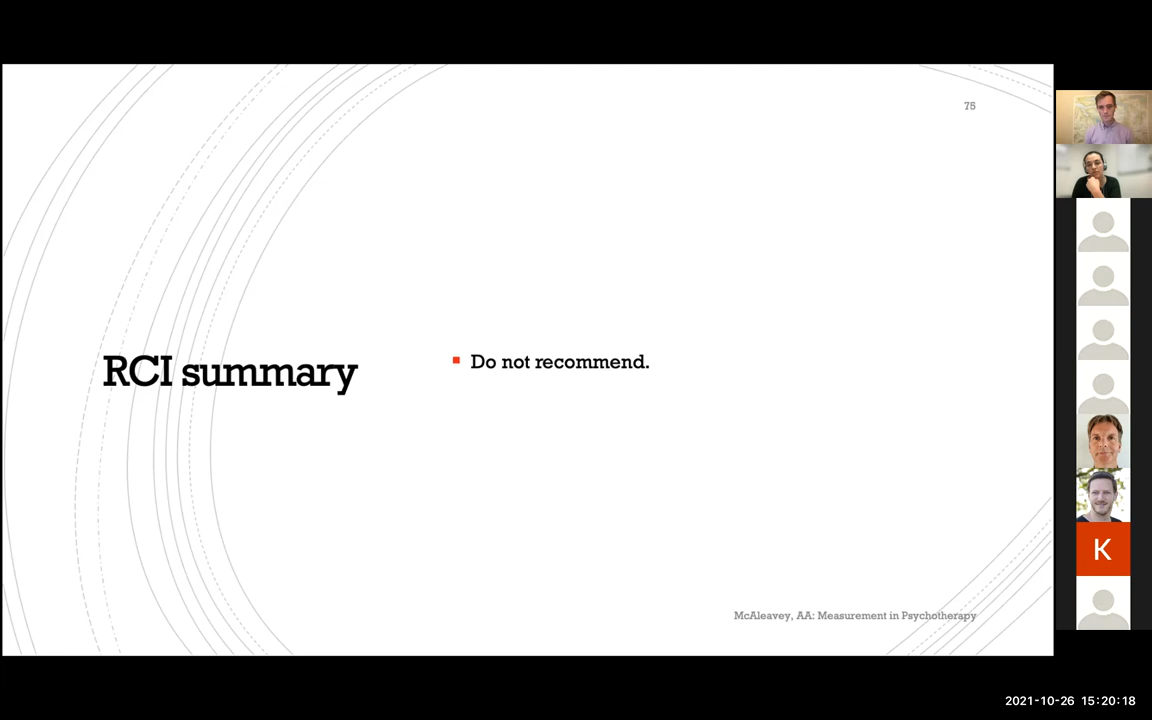 75
RCI summary
Do not recommend.
McAleavey, AA: Measurement in Psychotherapy
K
2021-10-26 15:20:18